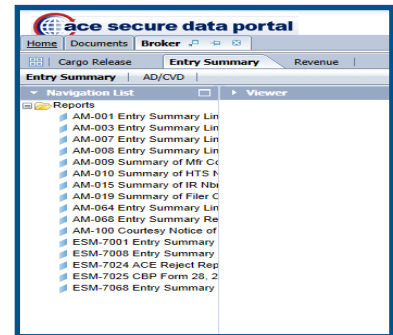 ace secure data portal
Home Documents Broker
Cargo Release Entry Summary Revenue
Entry Summary | AD/CVD |
Navigation List Viewer
Reports
AM-001 Entry Summary Lin
AM-003 Entry Summary Lin
AM-007 Entry Summary Lin
AM-008 Entry Summary Lin
AM-009 Summary of Mfr Co
AM-010 Summary of HTS N
AM-015 Summary of IR Nbr
AM-019 Summary of Filer C
AM-064 Entry Summary Lin
AM-068 Entry Summary Re
AM-100 Courtesy Notice of
ESM-7001 Entry Summary
ESM-7008 Entry Summary
ESM-7024 ACE Reject Rep
ESM-7025 CBP Form 28, 2
ESM-7068 Entry Summary